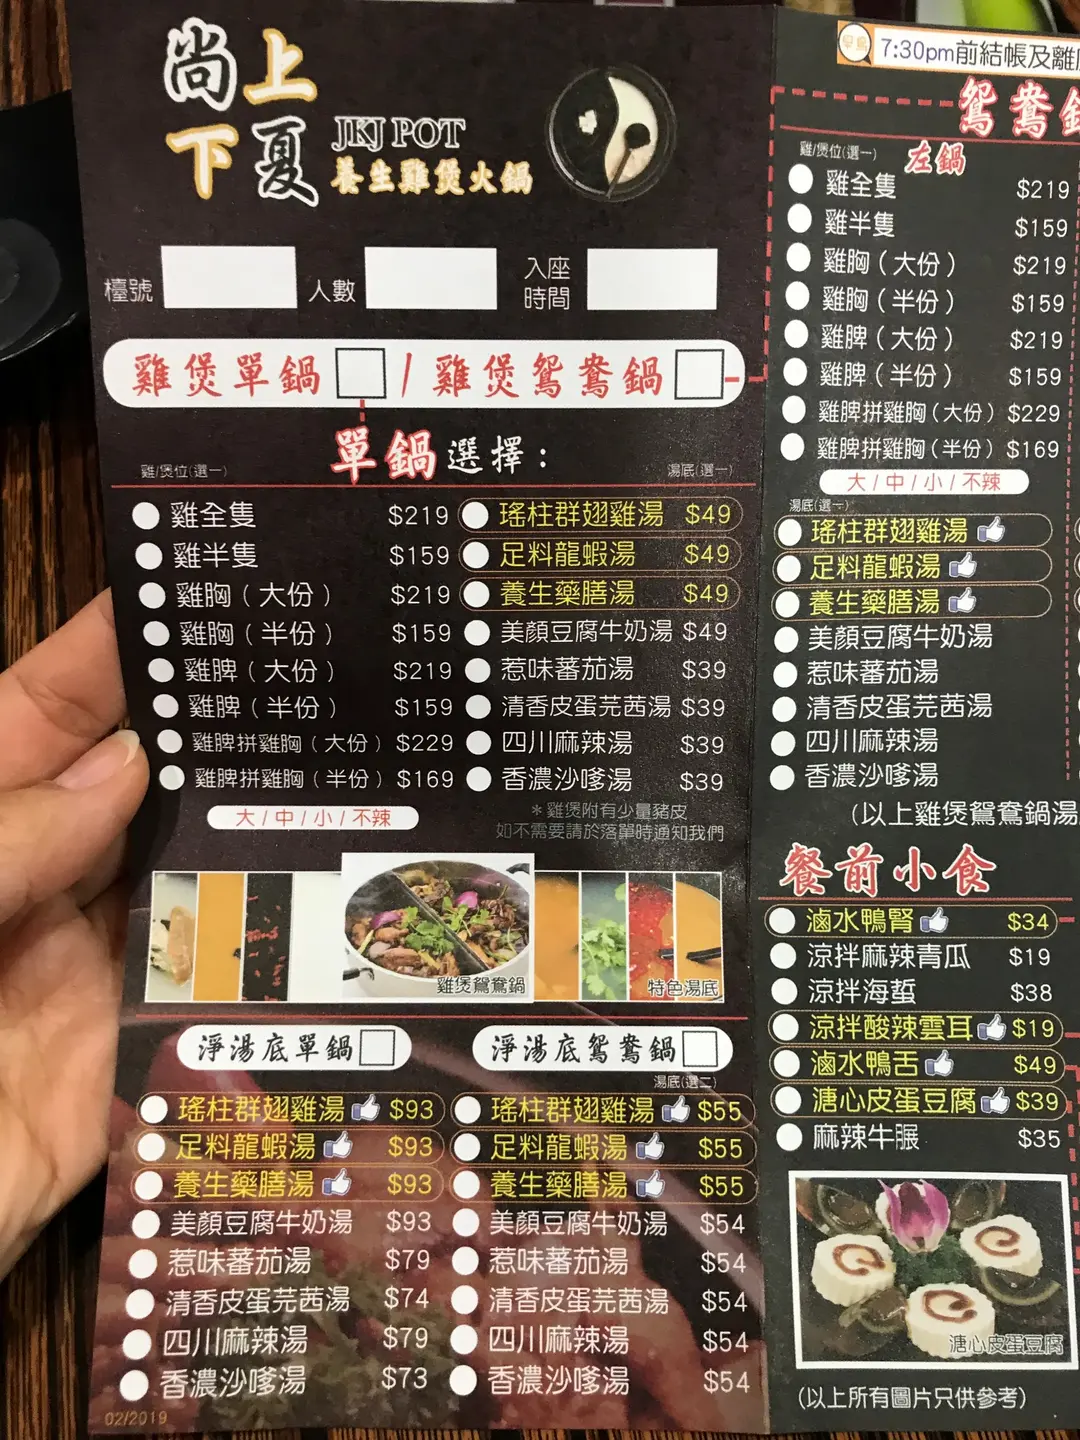 尚上
下夏
JKJ POT
養生雞煲火鍋
檯號
人數
入座
時間
雞煲單鍋 / 雞煲鴛鴦鍋
單鍋選擇：
雞/煲位(選一)
湯底(選一)
雞全隻 $219
雞半隻 $159
雞胸（大份） $219
雞胸（半份） $159
雞脾（大份） $219
雞脾（半份） $159
雞脾拼雞胸（大份） $229
雞脾拼雞胸（半份） $169
大 / 中 / 小 / 不辣
瑤柱群翅雞湯 $49
足料龍蝦湯 $49
養生藥膳湯 $49
美顏豆腐牛奶湯 $49
惹味蕃茄湯 $39
清香皮蛋芫茜湯 $39
四川麻辣湯 $39
香濃沙嗲湯 $39
＊雞煲附有少量豬皮
如不需要請於落單時通知我們
雞煲鴛鴦鍋
特色湯底
淨湯底單鍋
瑤柱群翅雞湯 $93
足料龍蝦湯 $93
養生藥膳湯 $93
美顏豆腐牛奶湯 $93
惹味蕃茄湯 $79
清香皮蛋芫茜湯 $74
四川麻辣湯 $79
香濃沙嗲湯 $73
02/2019
淨湯底鴛鴦鍋
湯底(選二)
瑤柱群翅雞湯 $55
足料龍蝦湯 $55
養生藥膳湯 $55
美顏豆腐牛奶湯 $54
惹味蕃茄湯 $54
清香皮蛋芫茜湯 $54
四川麻辣湯 $54
香濃沙嗲湯 $54
早鳥 7:30pm前結帳及離
鴛鴦
雞/煲位(選一)
左鍋
雞全隻 $219
雞半隻 $159
雞胸（大份） $219
雞胸（半份） $159
雞脾（大份） $219
雞脾（半份） $159
雞脾拼雞胸（大份） $229
雞脾拼雞胸（半份） $169
大 / 中 / 小 / 不辣
湯底(選一)
瑤柱群翅雞湯
足料龍蝦湯
養生藥膳湯
美顏豆腐牛奶湯
惹味蕃茄湯
清香皮蛋芫茜湯
四川麻辣湯
香濃沙嗲湯
（以上雞煲鴛鴦鍋湯
餐前小食
滷水鴨腎 $34
涼拌麻辣青瓜 $19
涼拌海蜇 $38
涼拌酸辣雲耳 $19
滷水鴨舌 $49
溏心皮蛋豆腐 $39
麻辣牛𦟌 $35
溏心皮蛋豆腐
（以上所有圖片只供參考）